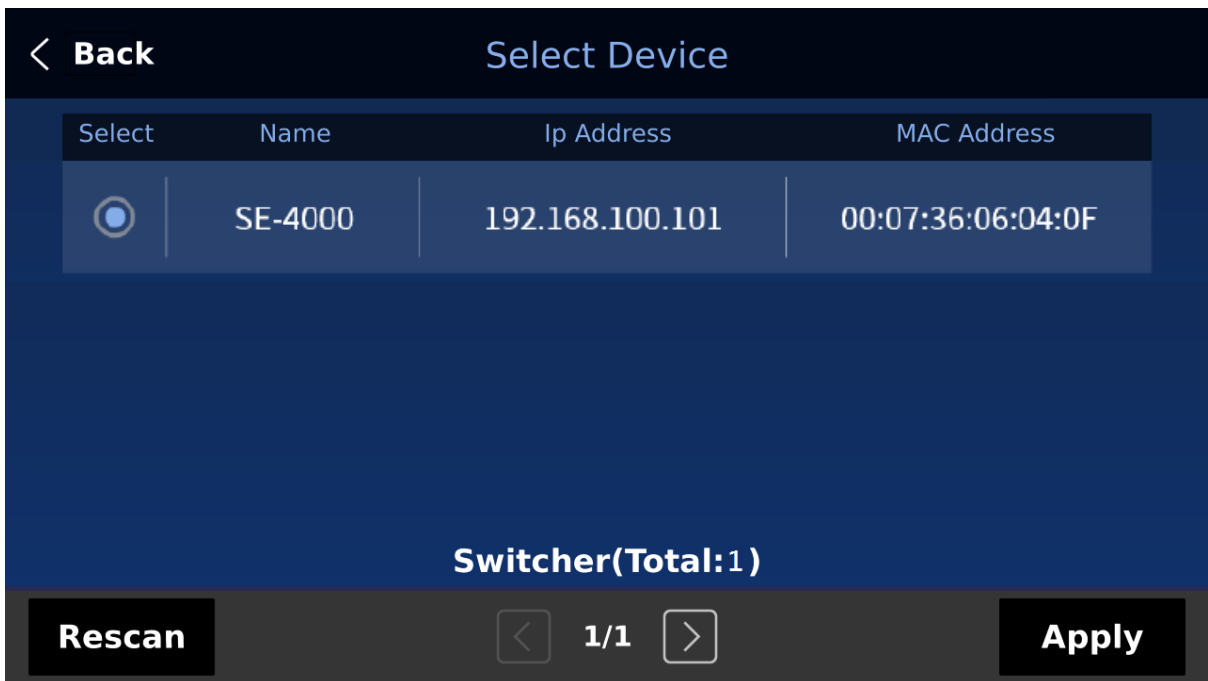 Back Select Device
Select Name Ip Address MAC Address
SE-4000 192.168.100.101 00:07:36:06:04:0F
Switcher(Total:1)
Rescan 1/1 Apply